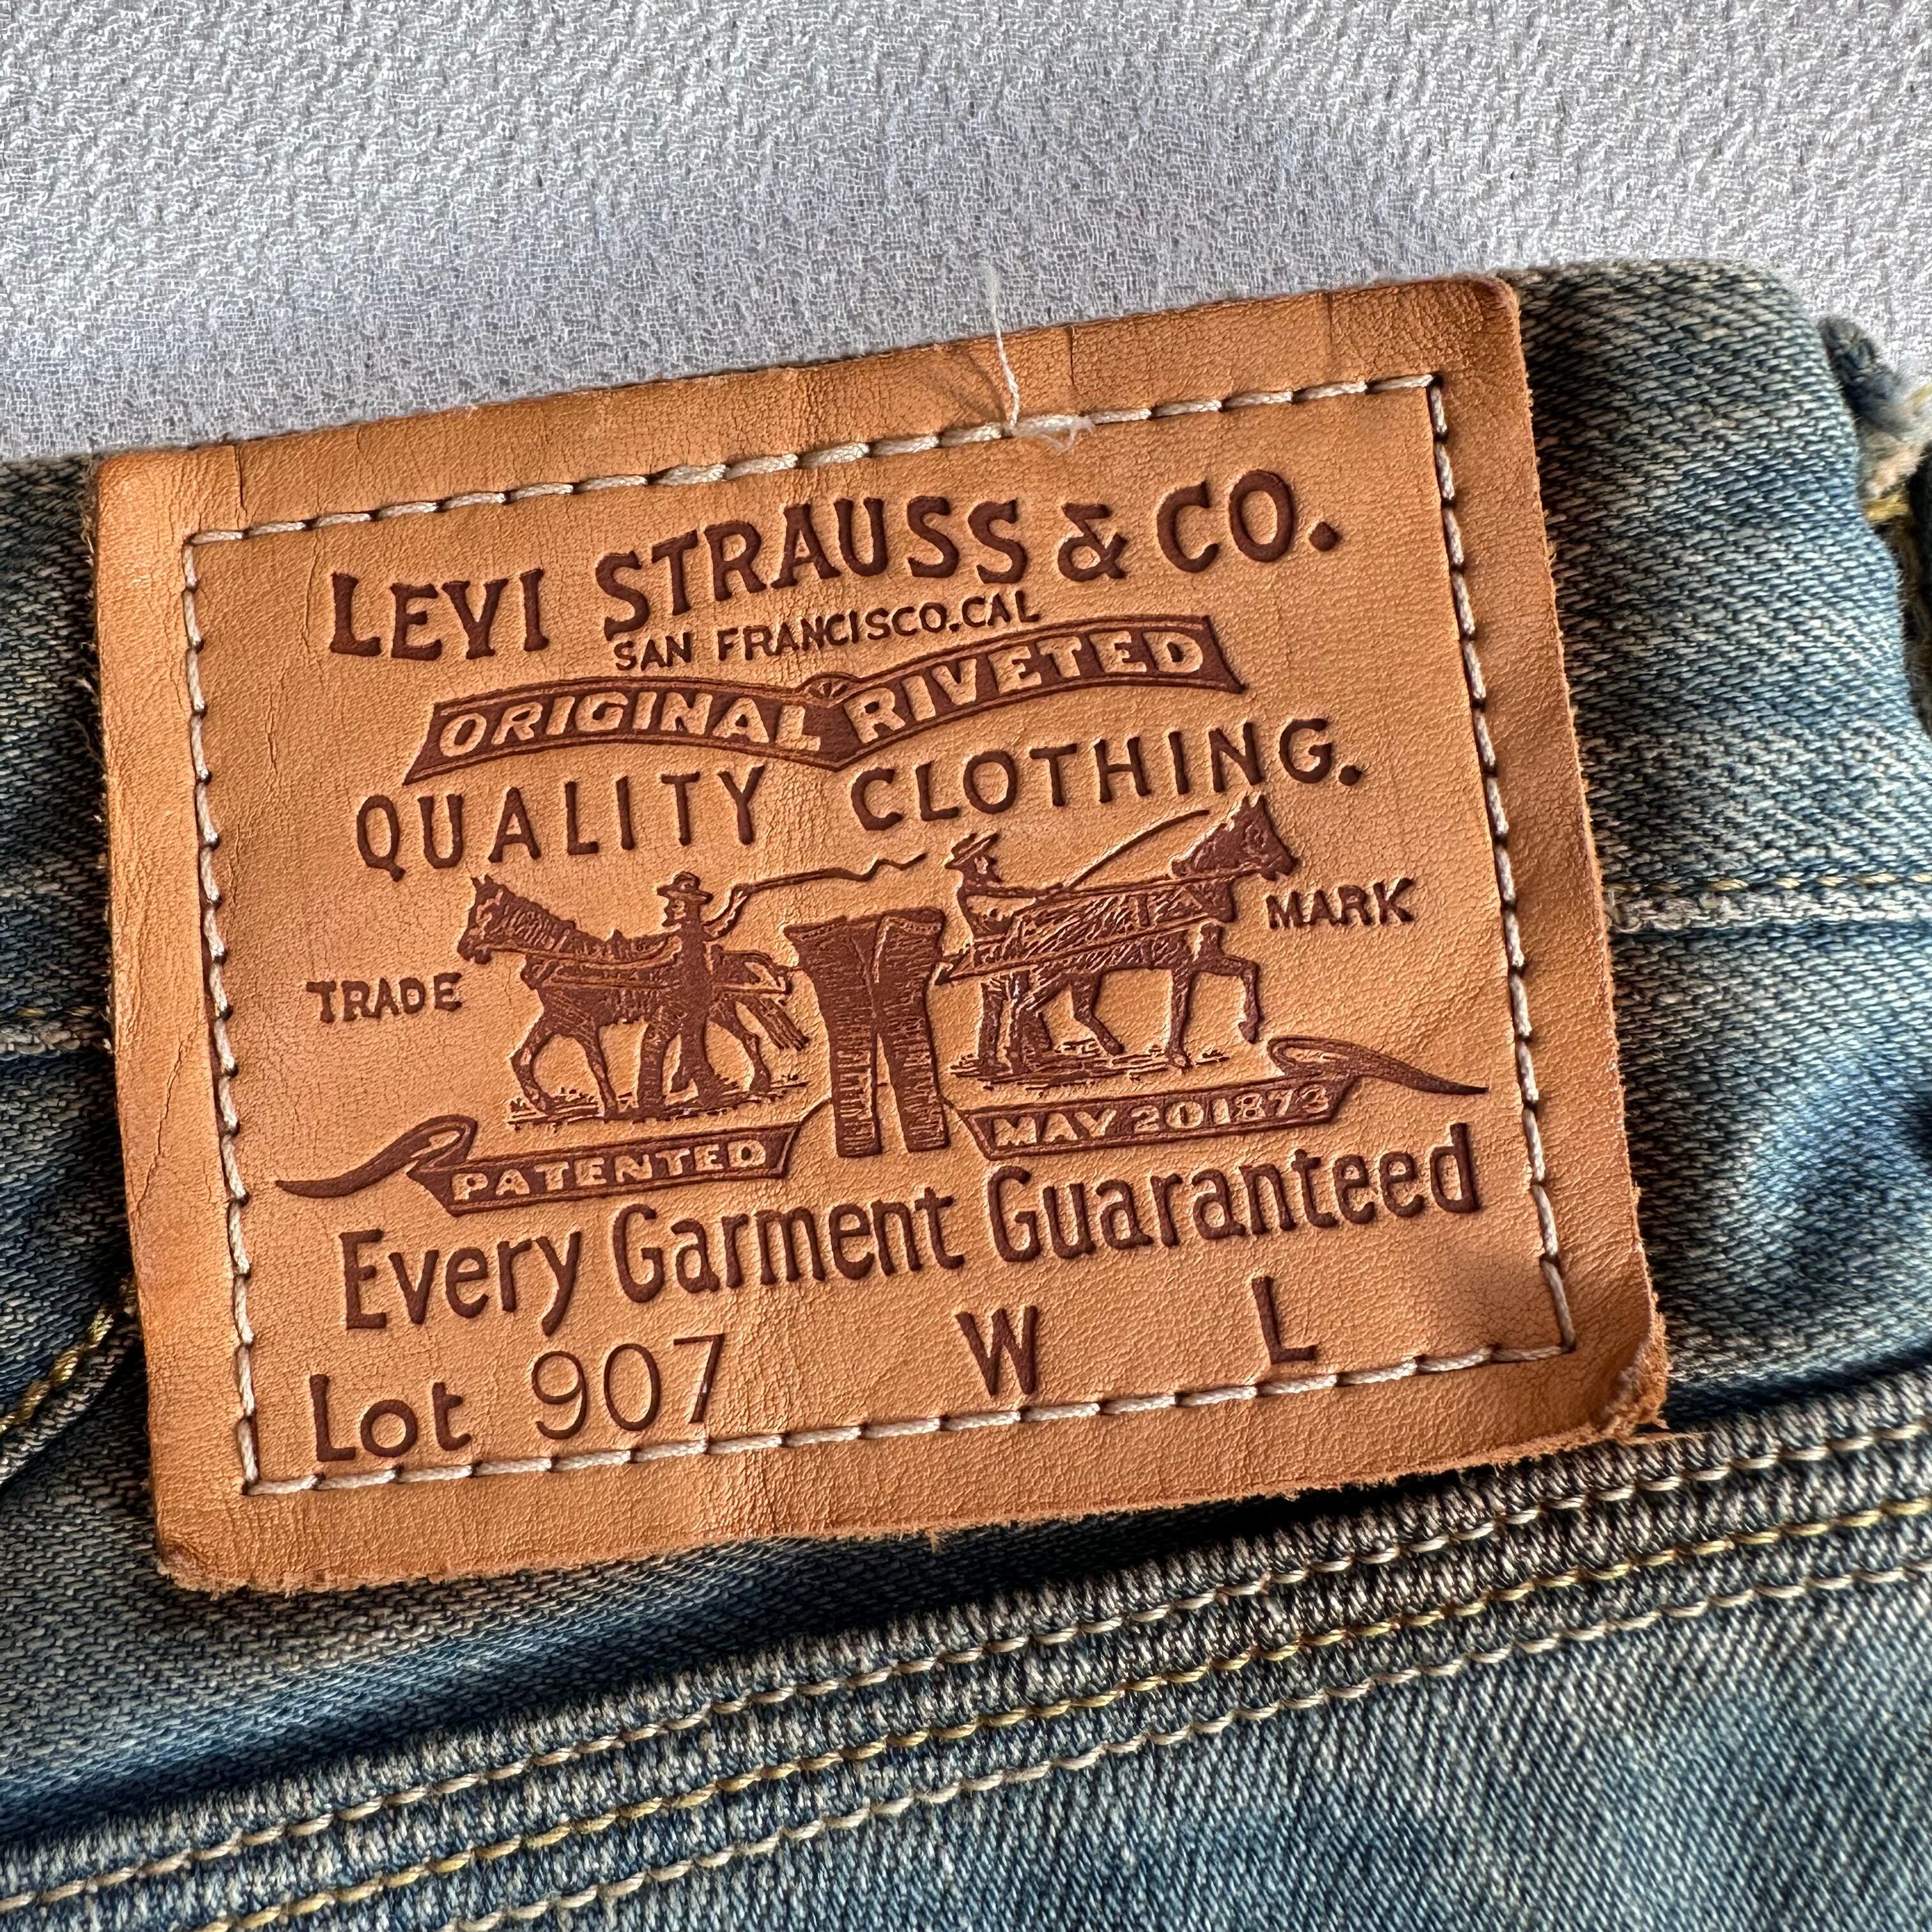 LEVI STRAUSS & CO.
SAN FRANCISCO.CAL
ORIGINAL RIVETED
QUALITY CLOTHING.
TRADE MARK
PATENTED MAY 20 1873
Every Garment Guaranteed
Lot 907 W L